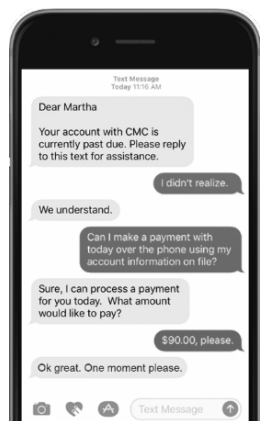 Text Message
Today 11:16 AM
Dear Martha
Your account with CMC is
currently past due. Please reply
to this text for assistance.
I didn't realize.
We understand.
Can I make a payment with
today over the phone using my
account information on file?
Sure, I can process a payment
for you today. What amount
would like to pay?
$90.00, please.
Ok great. One moment please.
Text Message